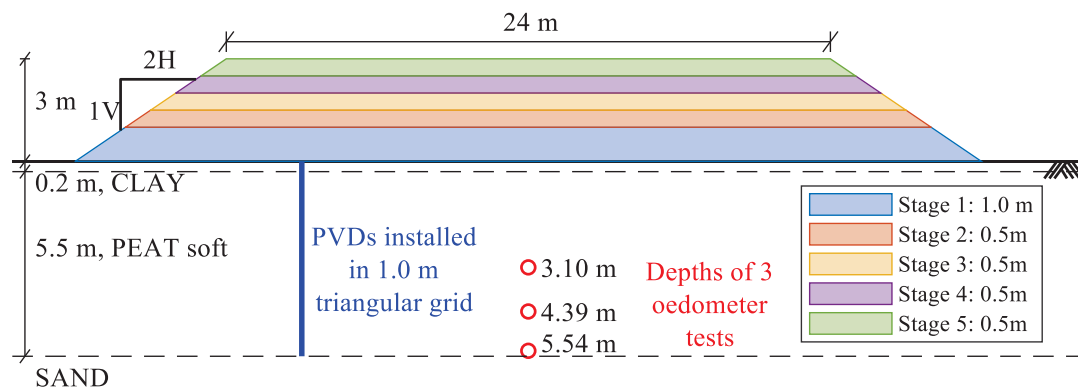 24 m
2H
1V
3 m
0.2 m, CLAY
5.5 m, PEAT soft
PVDs installed
in 1.0 m
triangular grid
3.10 m
4.39 m
5.54 m
Depths of 3
oedometer
tests
Stage 1: 1.0 m
Stage 2: 0.5m
Stage 3: 0.5m
Stage 4: 0.5m
Stage 5: 0.5m
SAND